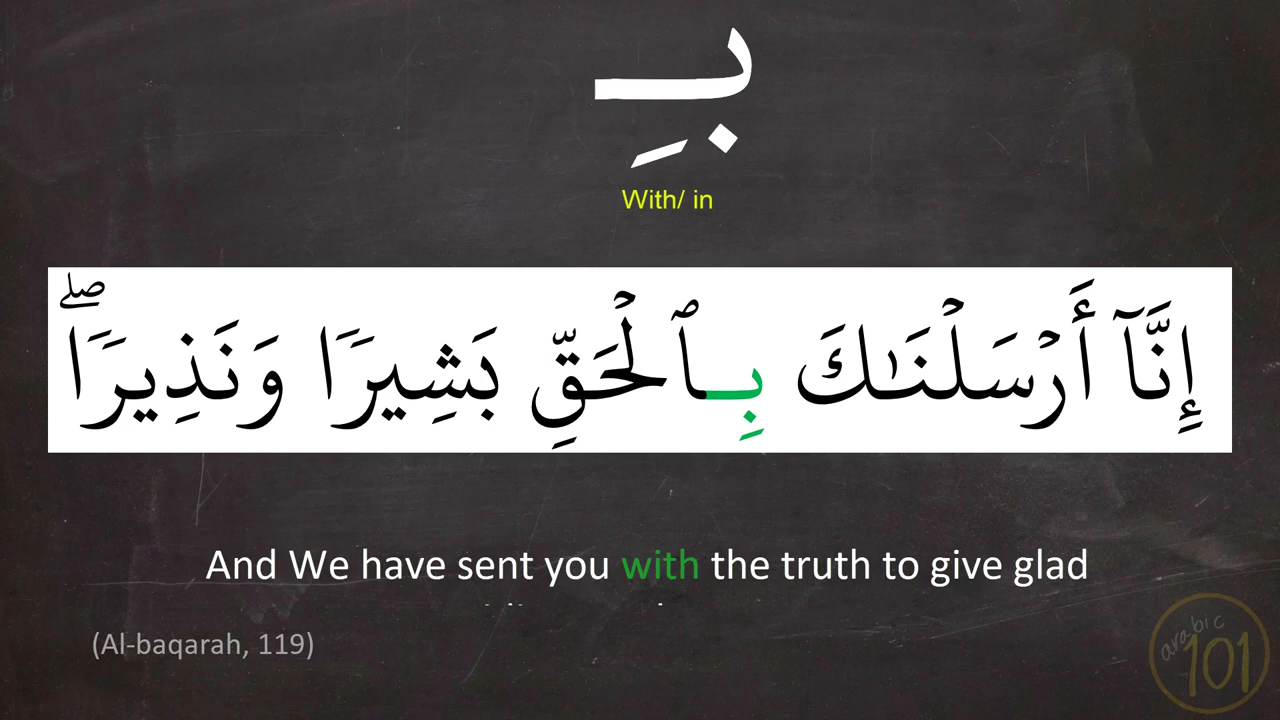 بِـ
With/ in
إِنَّآ أَرۡسَلۡنَٰكَ بِٱلۡحَقِّ بَشِيرٗا وَنَذِيرٗاۖ
And We have sent you with the truth to give glad
(Al-baqarah, 119)
arabic
101